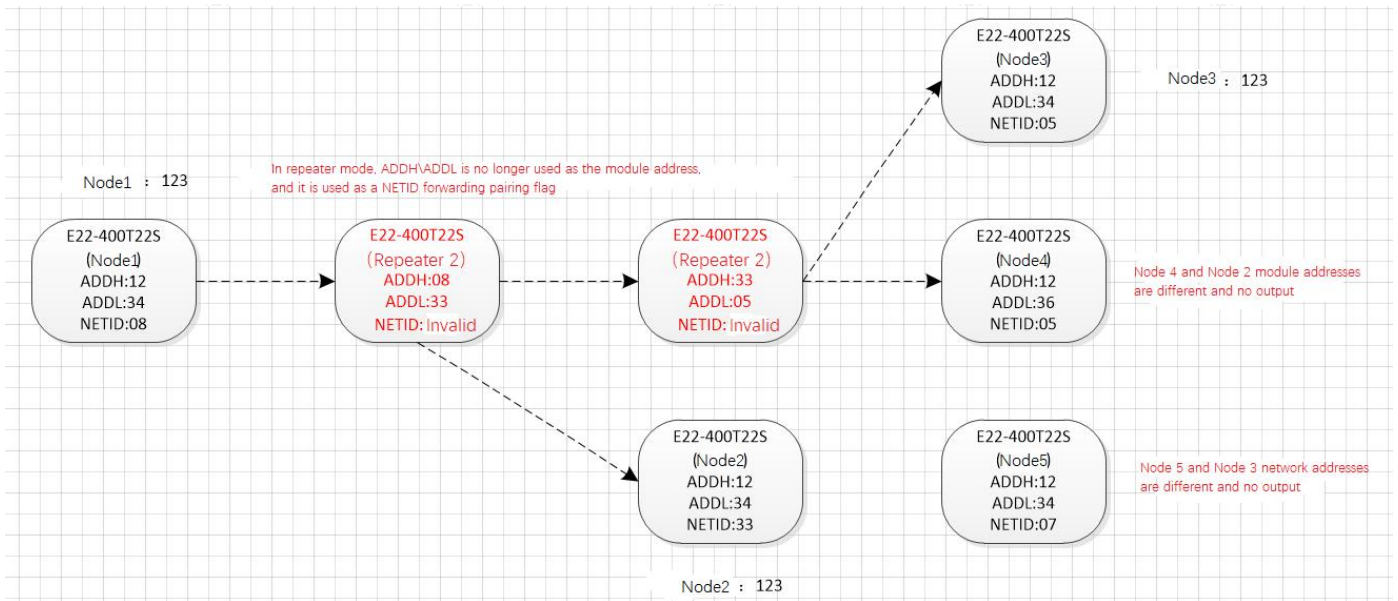 E22-400T22S
(Node3)
ADDH:12
ADDL:34
NETID:05
Node3 : 123
Node1 : 123
In repeater mode, ADDH\ADDL is no longer used as the module address,
and it is used as a NETID forwarding pairing flag
E22-400T22S
(Node1)
ADDH:12
ADDL:34
NETID:08
E22-400T22S
(Repeater 2)
ADDH:08
ADDL:33
NETID: Invalid
E22-400T22S
(Repeater 2)
ADDH:33
ADDL:05
NETID: Invalid
E22-400T22S
(Node4)
ADDH:12
ADDL:36
NETID:05
Node 4 and Node 2 module addresses
are different and no output
E22-400T22S
(Node2)
ADDH:12
ADDL:34
NETID:33
E22-400T22S
(Node5)
ADDH:12
ADDL:34
NETID:07
Node 5 and Node 3 network addresses
are different and no output
Node2 : 123